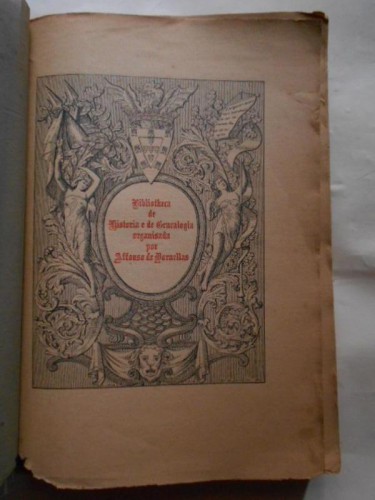 Bibliotheca
de
Historia e de Genealogia
organisada
por
Affonso de Dornellas